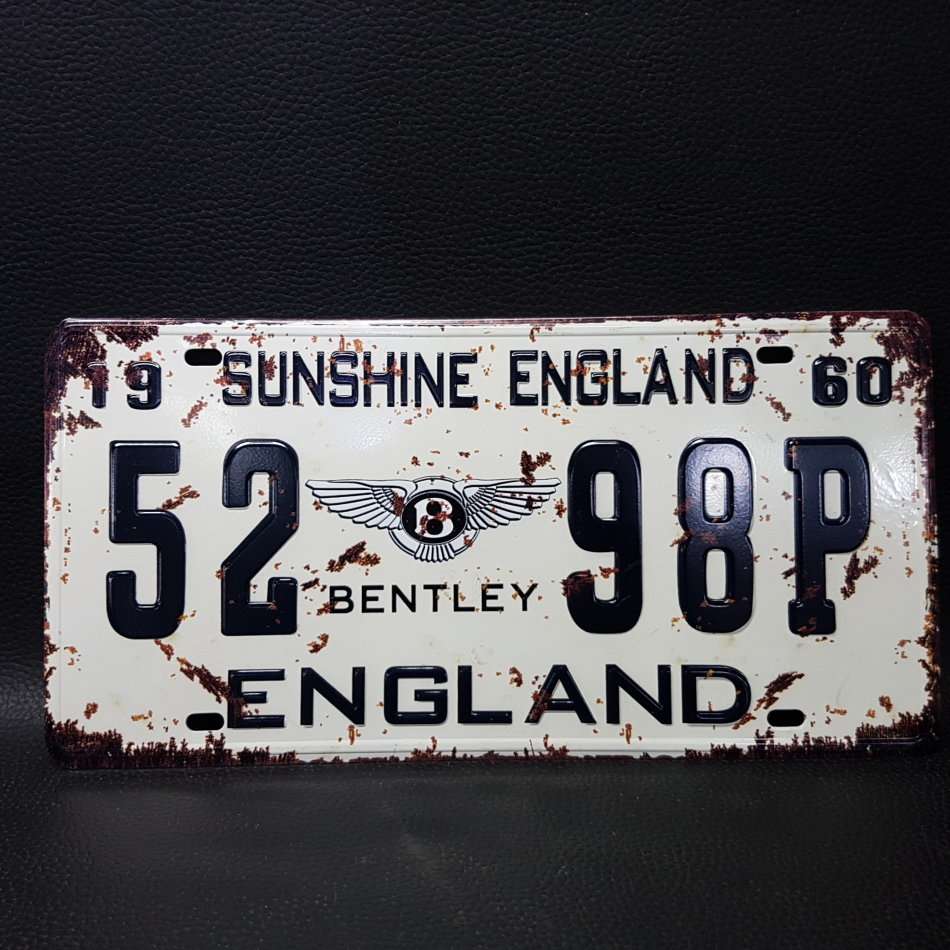 19 SUNSHINE ENGLAND 60
52 B 98P
BENTLEY
ENGLAND